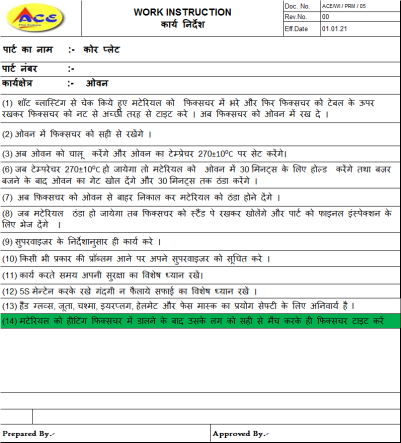 ACE
WORK INSTRUCTION
कार्य निर्देश
Doc. No. ACE/WI / PRM / 05
Rev.No. 00
Eff.Date 01.01.21
पार्ट का नाम :- कोर प्लेट
पार्ट नंबर :-
कार्यक्षेत्र :- ओवन
(1) शॉट ब्लास्टिंग से चेक किये हुए मटेरियल को फिक्सचर में भरे और फिर फिक्सचर को टेबल के ऊपर
रखकर फिक्सचर को नट से अच्छी तरह से टाइट करे । अब फिक्सचर को ओवन में रख दे ।
(2) ओवन में फिक्सचर को सही से रखेंगे ।
(3) अब ओवन को चालू करेंगे और ओवन का टेम्प्रेचर 270±10⁰c पर सेट करेंगे।
(6) जब टेम्परेचर 270±10⁰c हो जायेगा तो मटेरियल को ओवन में 30 मिनट्स के लिए होल्ड करेंगे तथा बज़र
बजने के बाद ओवन का गेट खोल देंगे और 30 मिनट्स तक ठंडा करेंगे ।
(7) अब फिक्सचर को ओवन से बाहर निकाल कर मटेरियल को ठंडा होने देंगे ।
(8) जब मटेरियल ठंडा हो जायेगा तब फिक्सचर को स्टैंड पे रखकर खोलेंगे और पार्ट को फाइनल इंस्पेक्शन के
लिए भेज देंगे ।
(9) सुपरवाइजर के निर्देशानुसार ही कार्य करे ।
(10) किसी भी प्रकार की प्रॉब्लम आने पर अपने सुपरवाइजर को सूचित करे ।
(11) कार्य करते समय अपनी सुरक्षा का विशेष ध्यान रखें।
(12) 5S मेन्टेन करके रखे गंदगी न फैलाये सफाई का विशेष ध्यान रखें ।
(13) हैंड ग्लव्स, जूता, चश्मा, इयरप्लग, हेलमेट और फेस मास्क का प्रयोग सेफ्टी के लिए अनिवार्य है ।
(14) मटेरियल को हीटिंग फिक्सचर में डालने के बाद उसके लग को सही से मैच करके ही फिक्सचर टाइट करें
Prepared By.- Approved By.-